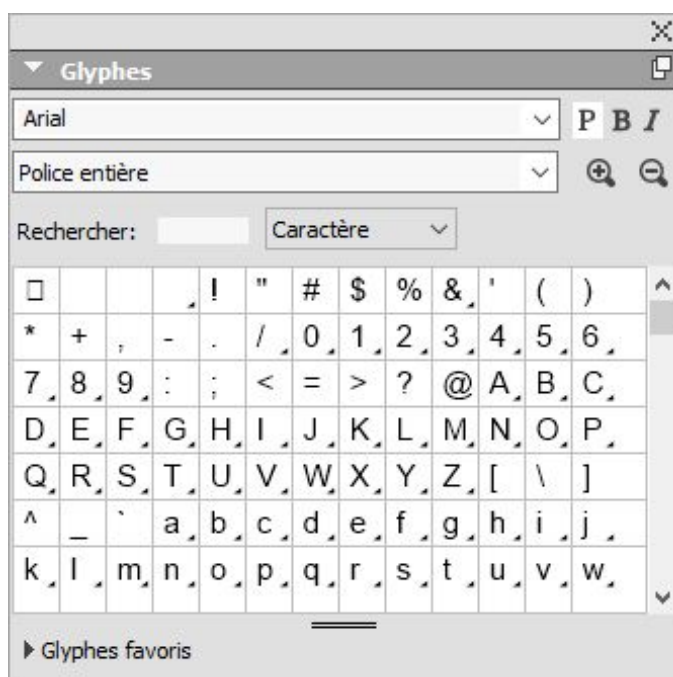 Glyphes
Arial P B I
Police entière
Rechercher: Caractère
! " # $ % & ' ( )
* + , - . / 0 1 2 3 4 5 6
7 8 9 : ; < = > ? @ A B C
D E F G H I J K L M N O P
Q R S T U V W X Y Z [ \ ]
^ _ ` a b c d e f g h i j
k l m n o p q r s t u v w
Glyphes favoris